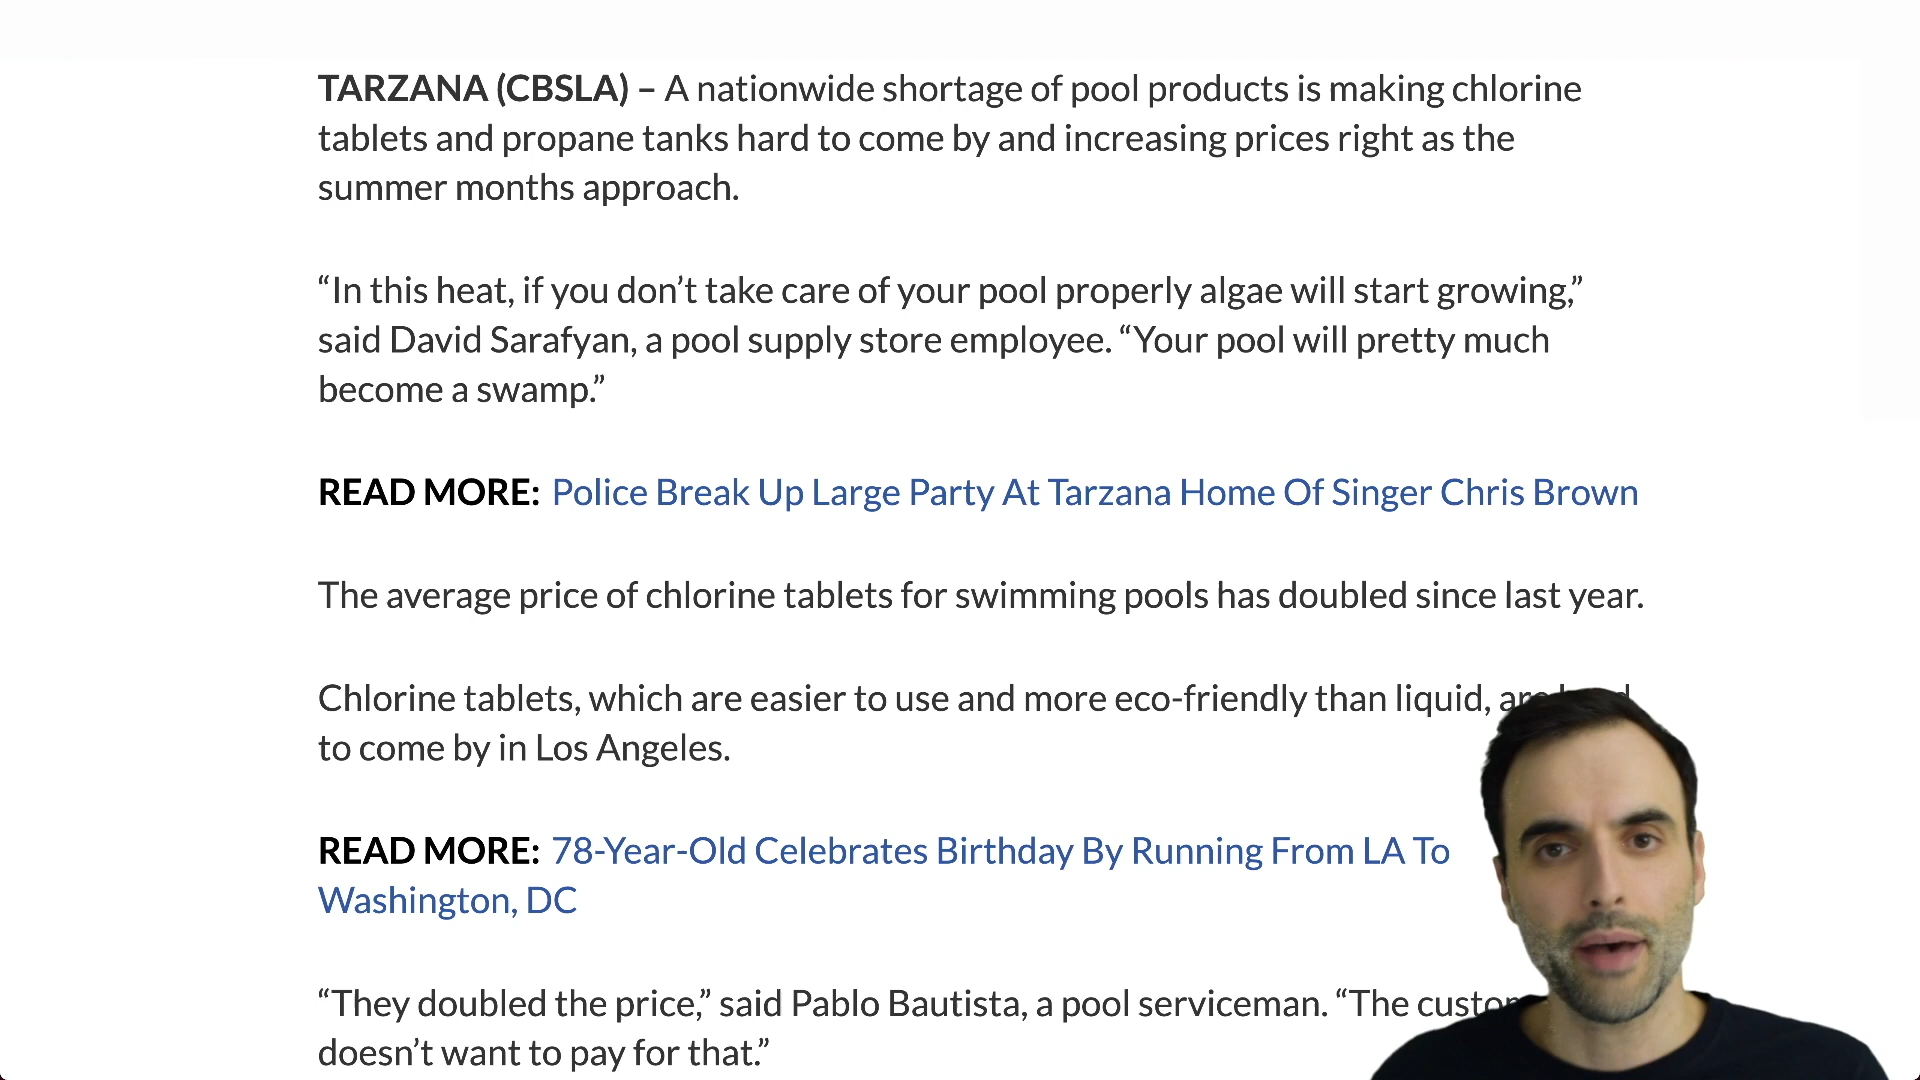 TARZANA (CBSLA) – A nationwide shortage of pool products is making chlorine
tablets and propane tanks hard to come by and increasing prices right as the
summer months approach.
“In this heat, if you don’t take care of your pool properly algae will start growing,”
said David Sarafyan, a pool supply store employee. “Your pool will pretty much
become a swamp.”
READ MORE: Police Break Up Large Party At Tarzana Home Of Singer Chris Brown
The average price of chlorine tablets for swimming pools has doubled since last year.
Chlorine tablets, which are easier to use and more eco-friendly than liquid,
to come by in Los Angeles.
READ MORE: 78-Year-Old Celebrates Birthday By Running From LA To
Washington, DC
“They doubled the price,” said Pablo Bautista, a pool serviceman. “The
doesn’t want to pay for that.”